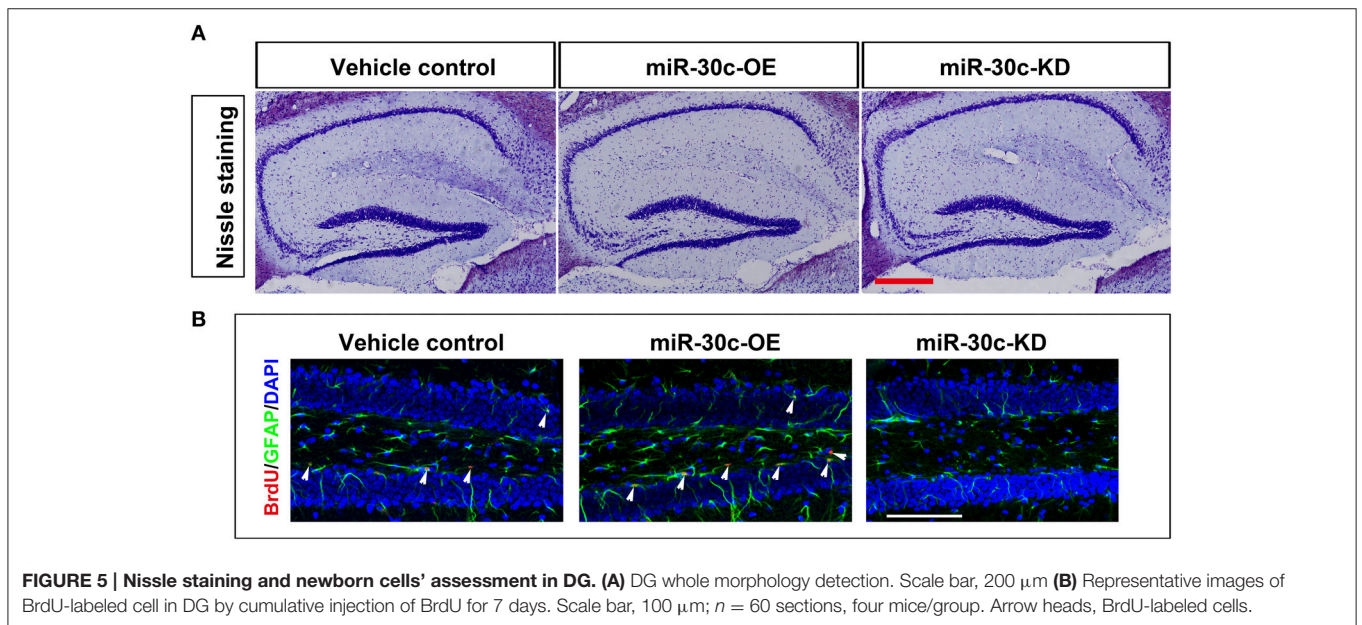 A
Vehicle control
miR-30c-OE
miR-30c-KD
Nissle staining
B
Vehicle control
miR-30c-OE
miR-30c-KD
BrdU/GFAP/DAPI
FIGURE 5 | Nissle staining and newborn cells’ assessment in DG. (A) DG whole morphology detection. Scale bar, 200 μm (B) Representative images of
BrdU-labeled cell in DG by cumulative injection of BrdU for 7 days. Scale bar, 100 μm; n = 60 sections, four mice/group. Arrow heads, BrdU-labeled cells.